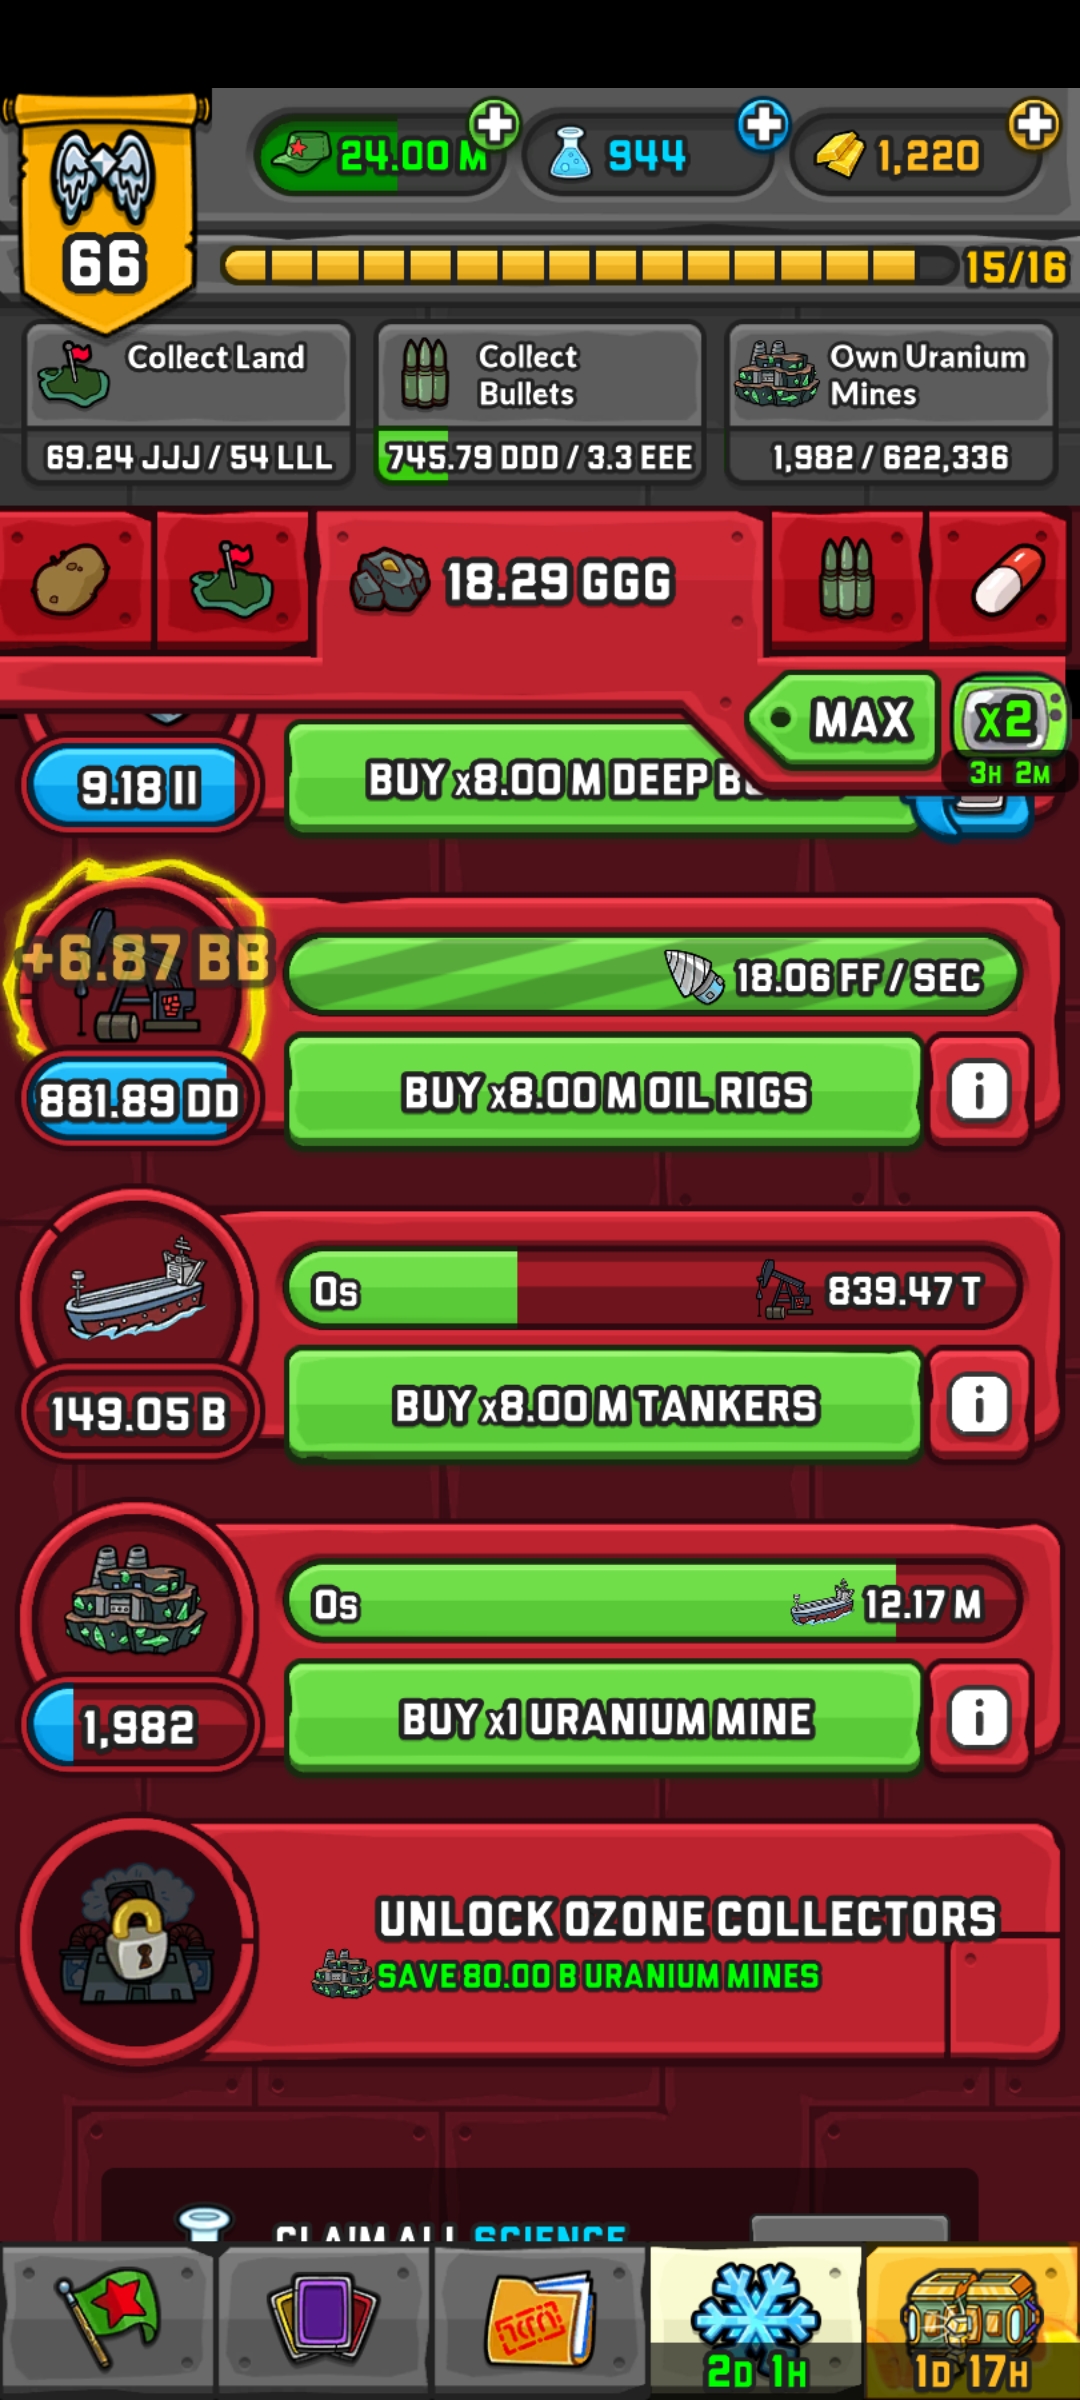 24.00 M
944
1,220
66
15/16
Collect Land
69.24 JJJ / 54 LLL
Collect
Bullets
745.79 DDD / 3.3 EEE
Own Uranium
Mines
1,982 / 622,336
18.29 GGG
MAX
x2
3H 2M
9.18 II
BUY x8.00 M DEEP
+6.87 BB
18.06 FF / SEC
881.89 DD
BUY x8.00 M OIL RIGS
i
0s
839.47 T
149.05 B
BUY x8.00 M TANKERS
i
0s
12.17 M
1,982
BUY x1 URANIUM MINE
i
UNLOCK OZONE COLLECTORS
SAVE 80.00 B URANIUM MINES
CLAIM ALL SCIENCE
2D 1H
1D 17H